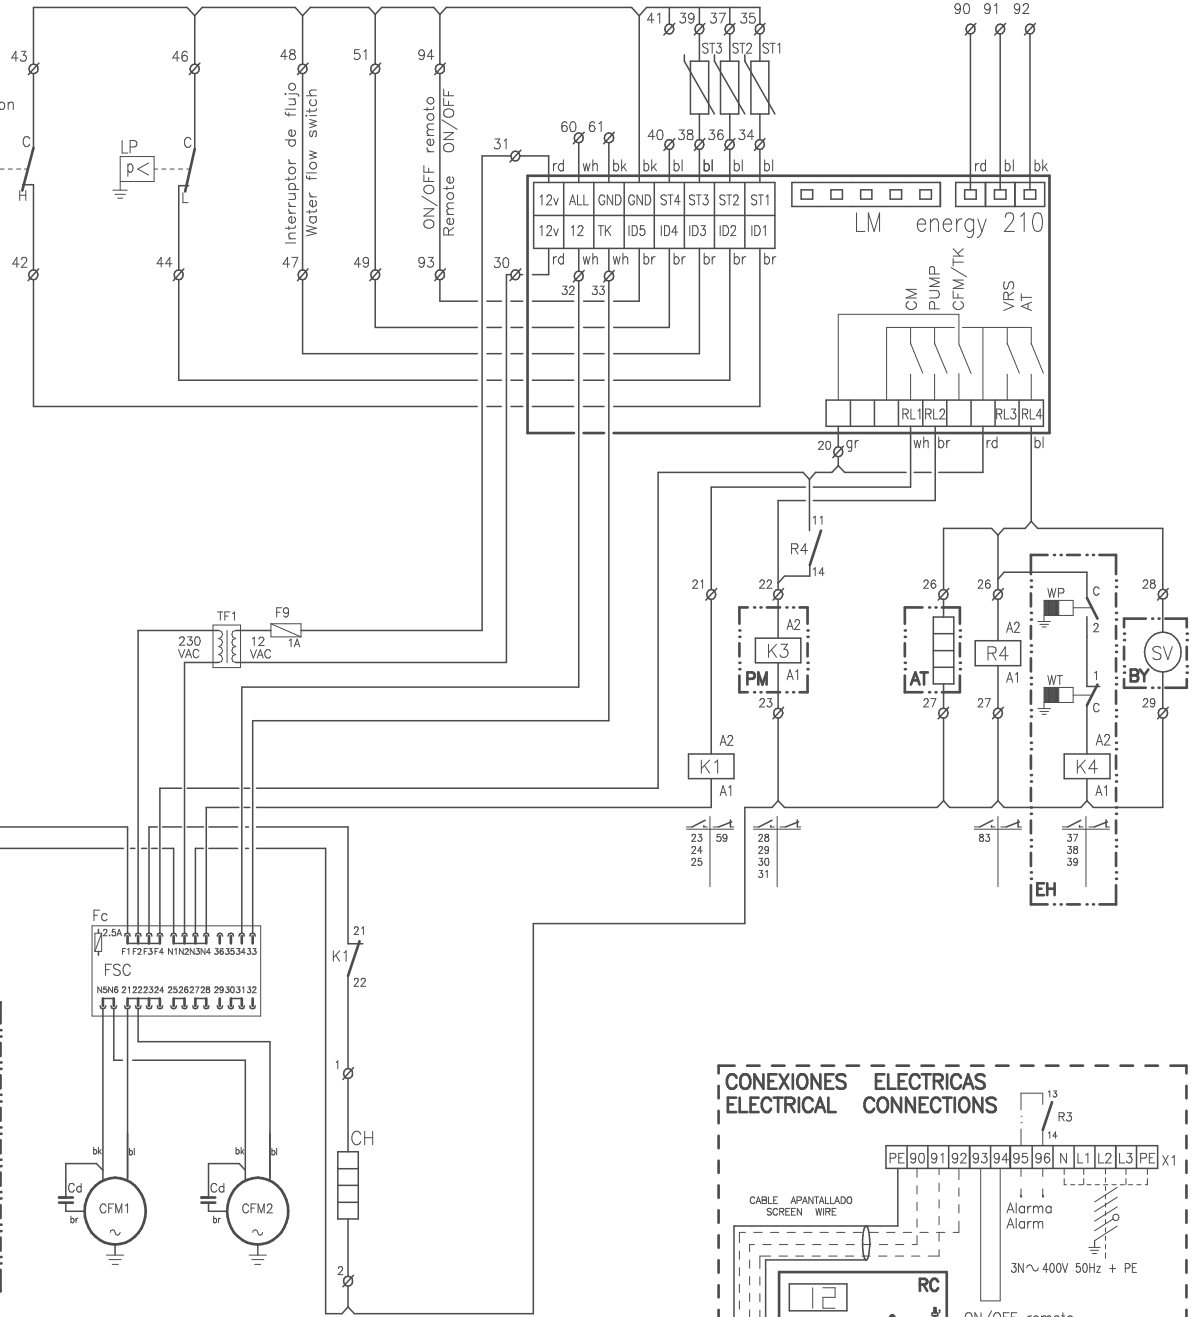 41 39 37 35 90 91 92
43 46 48 51 94
ST3 ST2 ST1
on
C
LP
P<
C
H
L
Interruptor de flujo
Water flow switch
ON/OFF remoto
Remote ON/OFF
31
60 61 40 38 36 34
rd wh bk bk bl bl bl bl
rd bl bk
12v ALL GND GND ST4 ST3 ST2 ST1
12v 12 TK ID5 ID4 ID3 ID2 ID1
LM energy 210
42 44 47 49 93 30
rd wh wh br br br br br
32 33
CM
PUMP
CFM/TK
VRS
AT
RL1 RL2 RL3 RL4
20 gr wh br rd bl
11
R4
14
21 22 26 26 28
WP C
2
TF1 F9
230
VAC
12
VAC
1A
A2
K3
A1
PM
AT
A2
R4
A1
SV
BY
WT 1
C
23 27 27 29
A2
K1
A1
A2
K4
A1
23 59
24
25
28
29
30
31
83
37
38
39
EH
Fc
2.5A
F1 F2 F3 F4 N1 N2 N3 N4 36 35 34 33
FSC
N5 N6 21 22 23 24 25 26 27 28 29 30 31 32
21
K1
22
1
CH
2
bk bl bk bl
Cd
CFM1
~
br
Cd
CFM2
~
br
CONEXIONES ELECTRICAS
ELECTRICAL CONNECTIONS
13
R3
14
PE 90 91 92 93 94 95 96 N L1 L2 L3 PE X1
CABLE APANTALLADO
SCREEN WIRE
Alarma
Alarm
3N~400V 50Hz + PE
RC
12
ON/OFF remoto